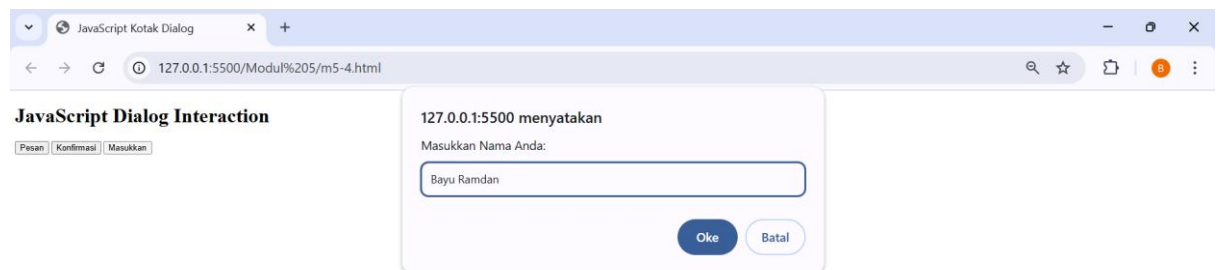 JavaScript Kotak Dialog
127.0.0.1:5500/Modul%205/m5-4.html
B
JavaScript Dialog Interaction
Pesan Konfirmasi Masukkan
127.0.0.1:5500 menyatakan
Masukkan Nama Anda:
Bayu Ramdan
Oke Batal